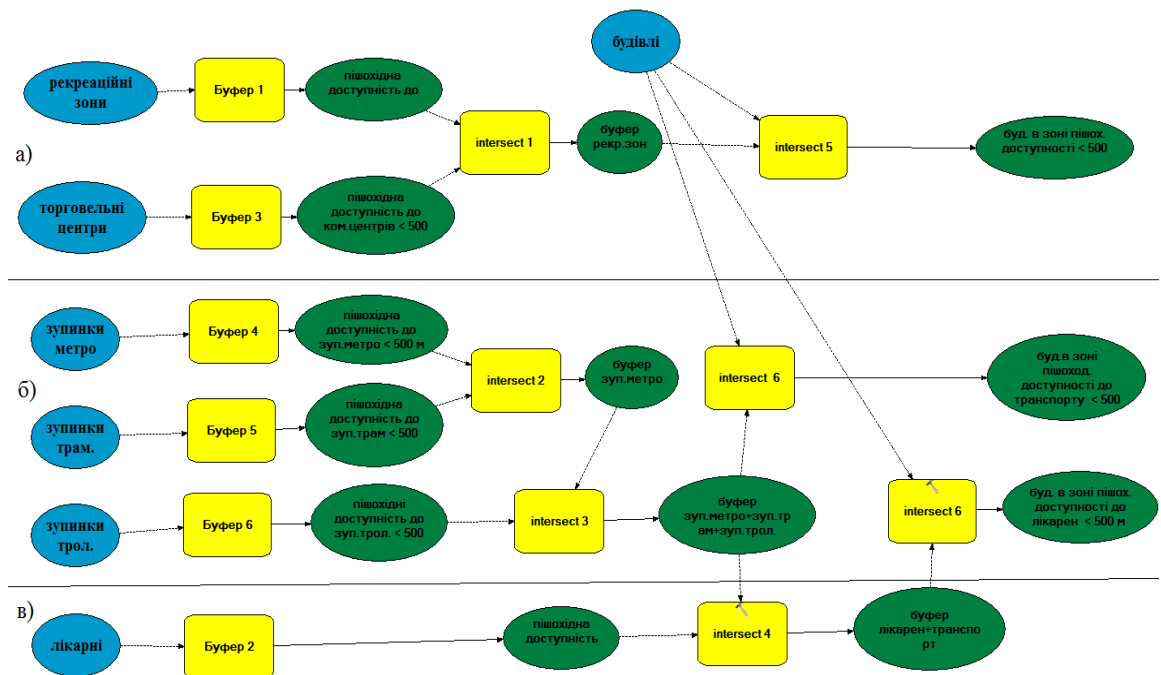 будівлі
рекреаційні
зони
Буфер 1
пішохідна
доступність до
intersect 1
буфер
рекр.зон
intersect 5
буд. в зоні пішох.
доступності < 500
а)
торговельні
центри
Буфер 3
пішохідна
доступність до
ком.центрів < 500
зупинки
метро
Буфер 4
пішохідна
доступність до
зуп.метро < 500 м
intersect 2
буфер
зуп.метро
intersect 6
буд.в зоні
пішоход.
доступності до
транспорту < 500
б)
зупинки
трам.
Буфер 5
пішохідна
доступність до
зуп.трам < 500
зупинки
трол.
Буфер 6
пішохідні
доступність до
зуп.трол. < 500
intersect 3
буфер
зуп.метро+зуп.тр
ам+зуп.трол.
intersect 6
буд. в зоні пішох.
доступності до
лікарен < 500 м
в)
лікарні
Буфер 2
пішохідна
доступність
intersect 4
буфер
лікарен+транспо
рт